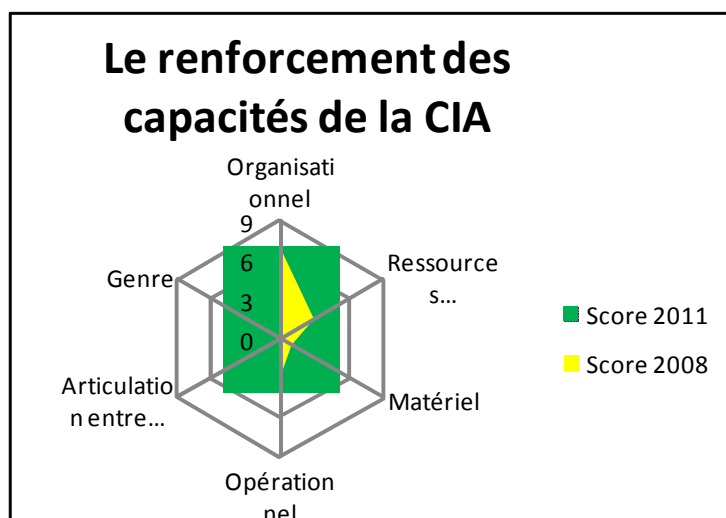 Le renforcement des
capacités de la CIA
Organisati
onnel
9
6
3
0
Ressource
s...
Matériel
Opération
nel
Articulatio
n entre...
Genre
Score 2011
Score 2008